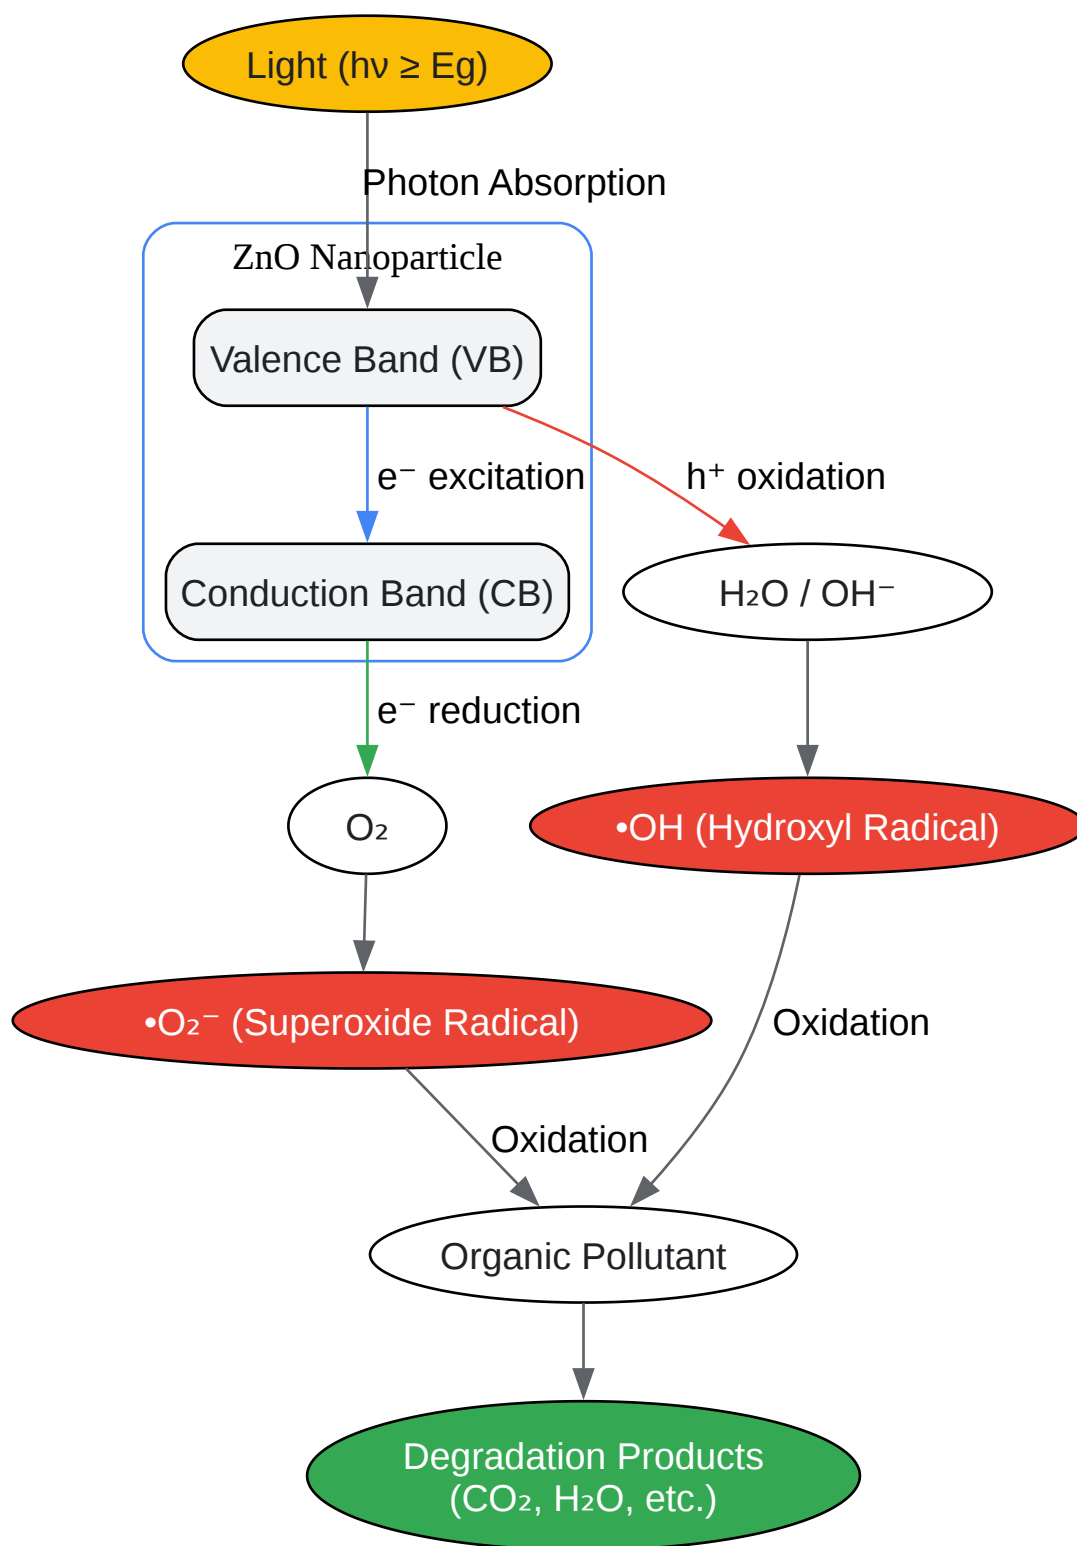 Light (hν ≥ Eg)
Photon Absorption
ZnO Nanoparticle
Valence Band (VB)
e⁻ excitation
h⁺ oxidation
Conduction Band (CB)
H₂O / OH⁻
e⁻ reduction
O₂
•OH (Hydroxyl Radical)
•O₂⁻ (Superoxide Radical)
Oxidation
Oxidation
Organic Pollutant
Degradation Products
(CO₂, H₂O, etc.)